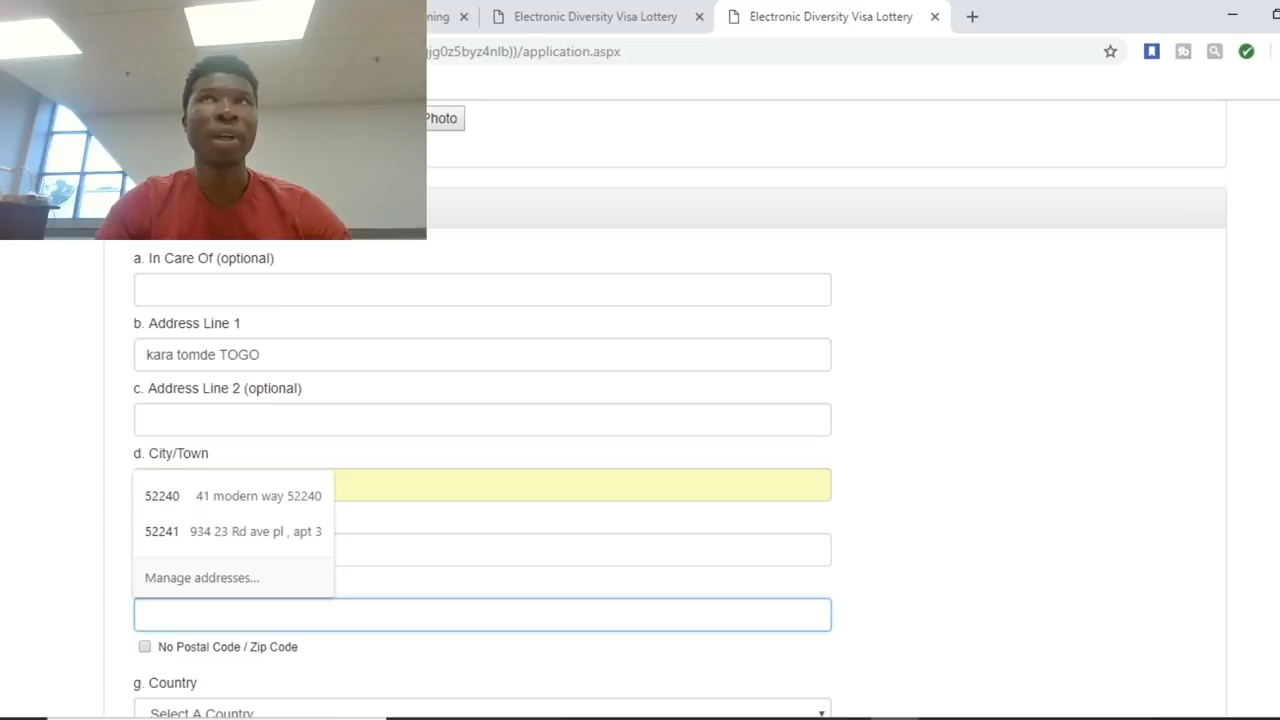 ning
Electronic Diversity Visa Lottery
Electronic Diversity Visa Lottery
jg0z5byz4nlb))/application.aspx
Photo
a. In Care Of (optional)
b. Address Line 1
kara tomde TOGO
c. Address Line 2 (optional)
d. City/Town
52240 41 modern way 52240
52241 934 23 Rd ave pl , apt 3
Manage addresses...
No Postal Code / Zip Code
g. Country
Select A Country